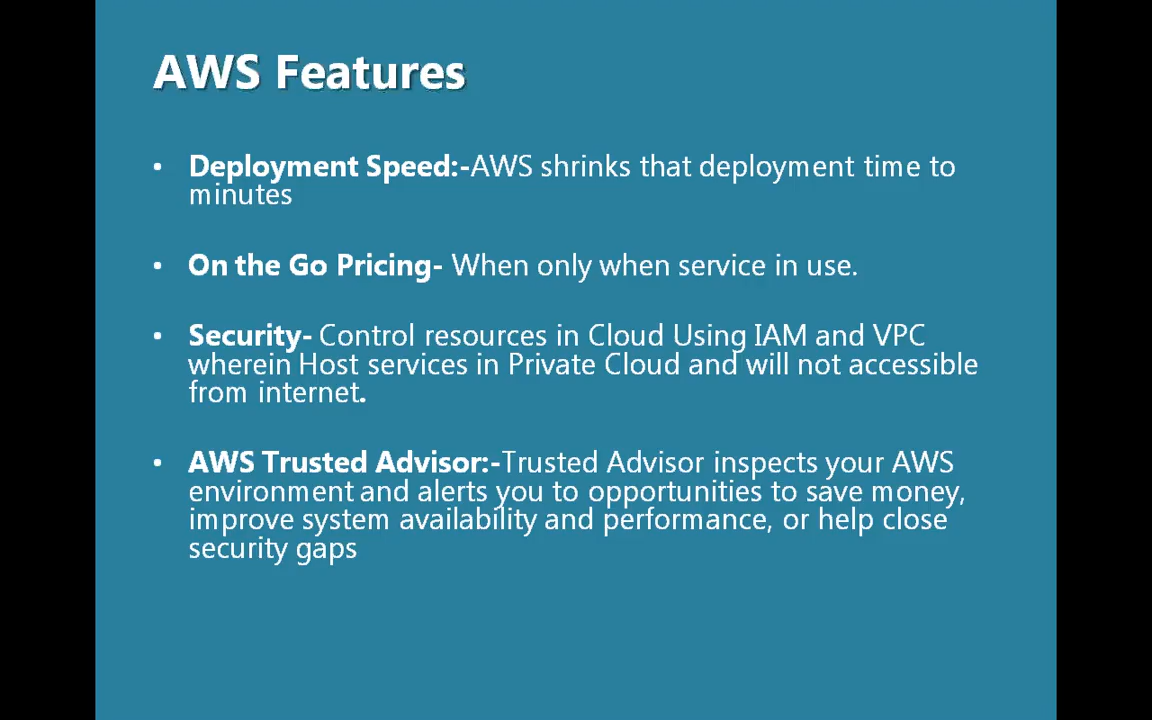 AWS Features
• Deployment Speed:-AWS shrinks that deployment time to
minutes
• On the Go Pricing- When only when service in use.
• Security- Control resources in Cloud Using IAM and VPC
wherein Host services in Private Cloud and will not accessible
from internet.
• AWS Trusted Advisor:-Trusted Advisor inspects your AWS
environment and alerts you to opportunities to save money,
improve system availability and performance, or help close
security gaps